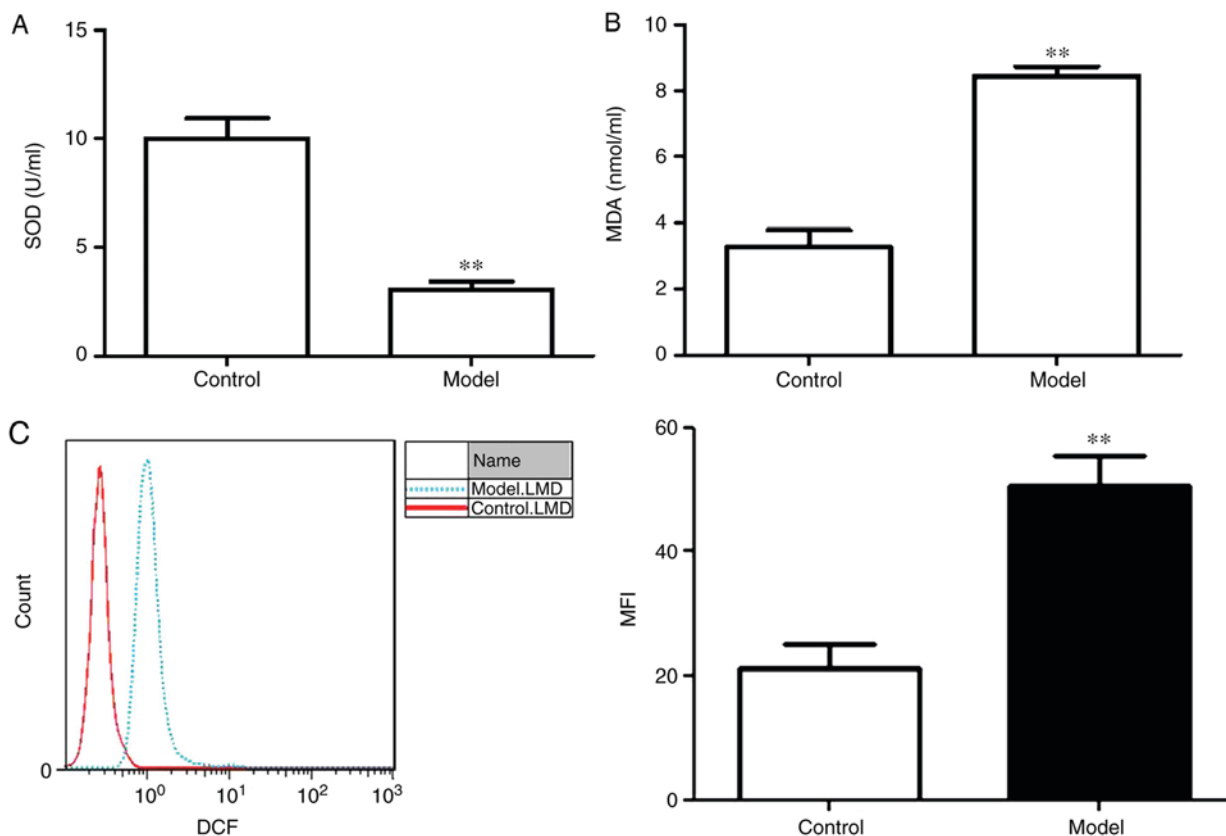 A
SOD (U/ml)
15
10
5
0
**
Control
Model
B
MDA (nmol/ml)
10
8
6
4
2
0
**
Control
Model
C
Count
0
10⁰
10¹
10²
10³
DCF
Name
Model.LMD
Control.LMD
MFI
60
40
20
0
**
Control
Model